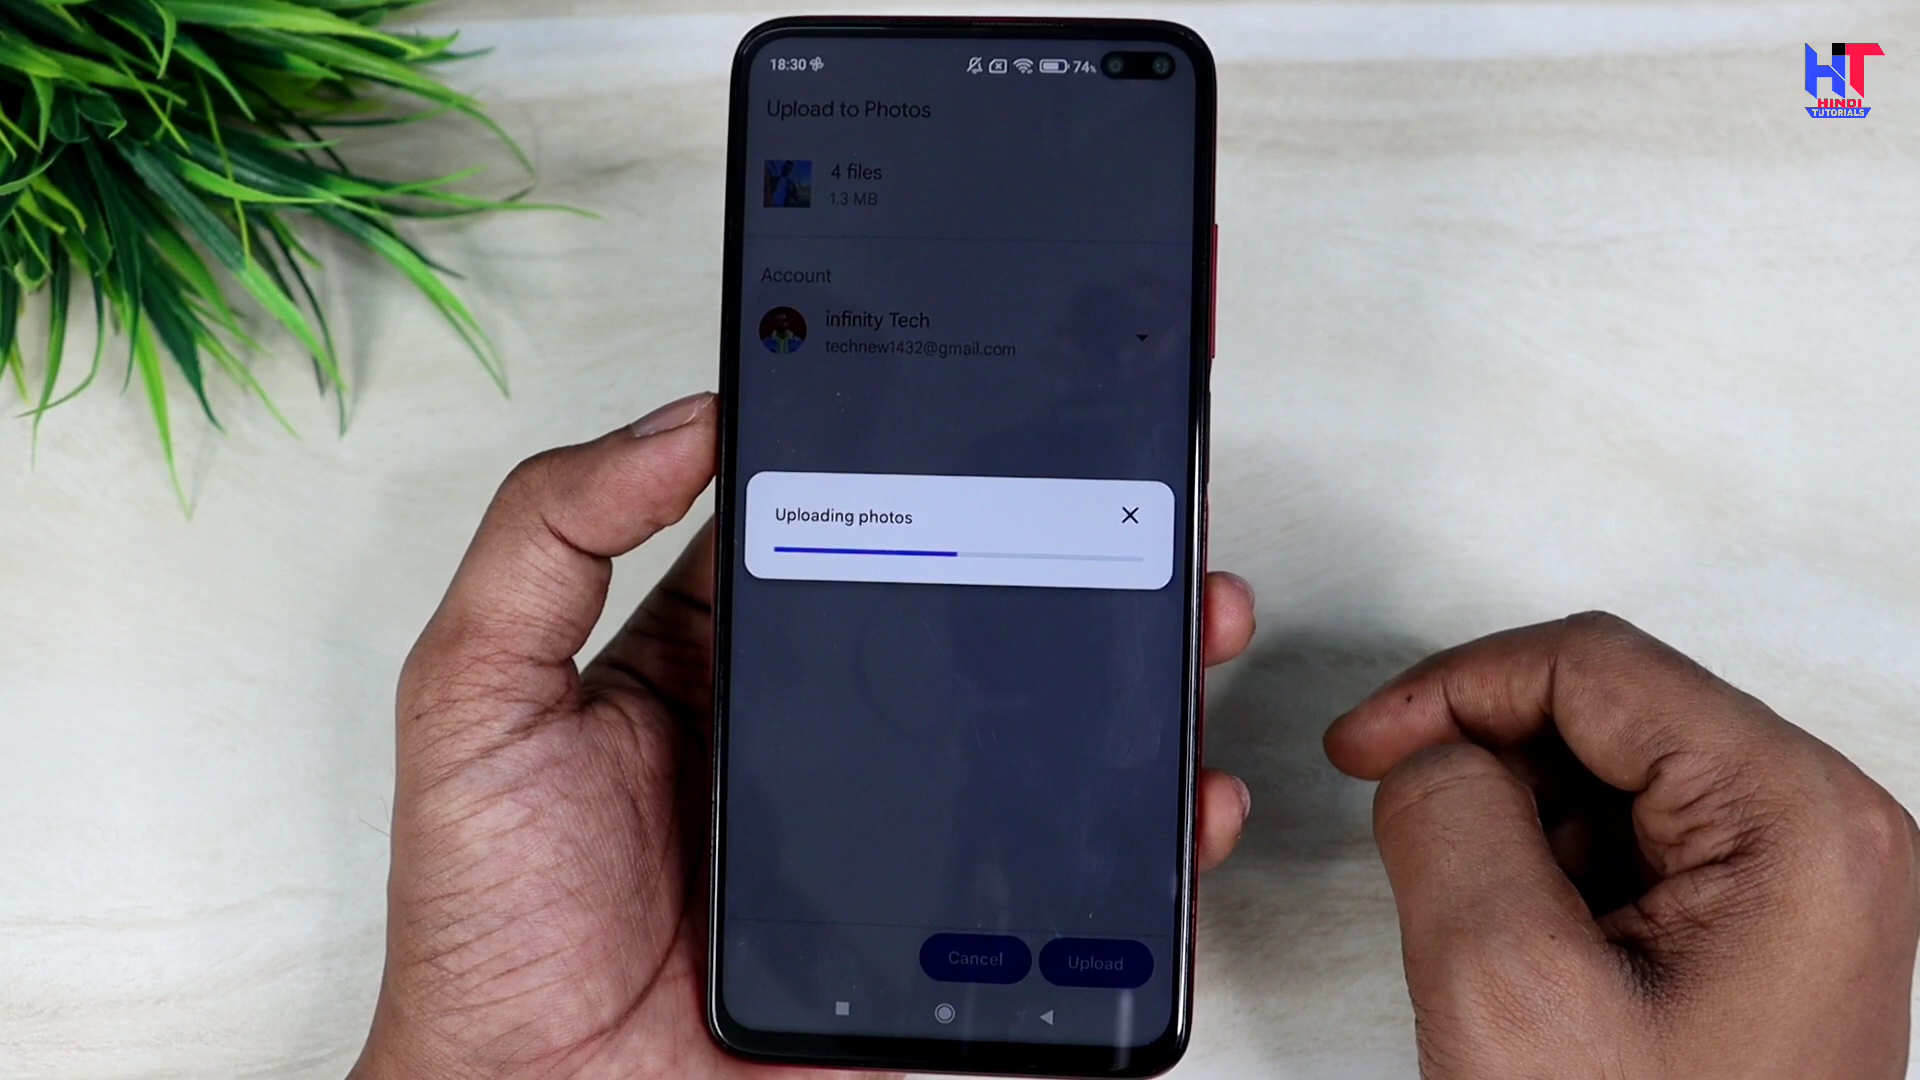 18:30
74%
Upload to Photos
4 files
1.3 MB
Account
infinity Tech
technew1432@gmail.com
Uploading photos
Cancel
Upload
HT
HINDI
TUTORIALS